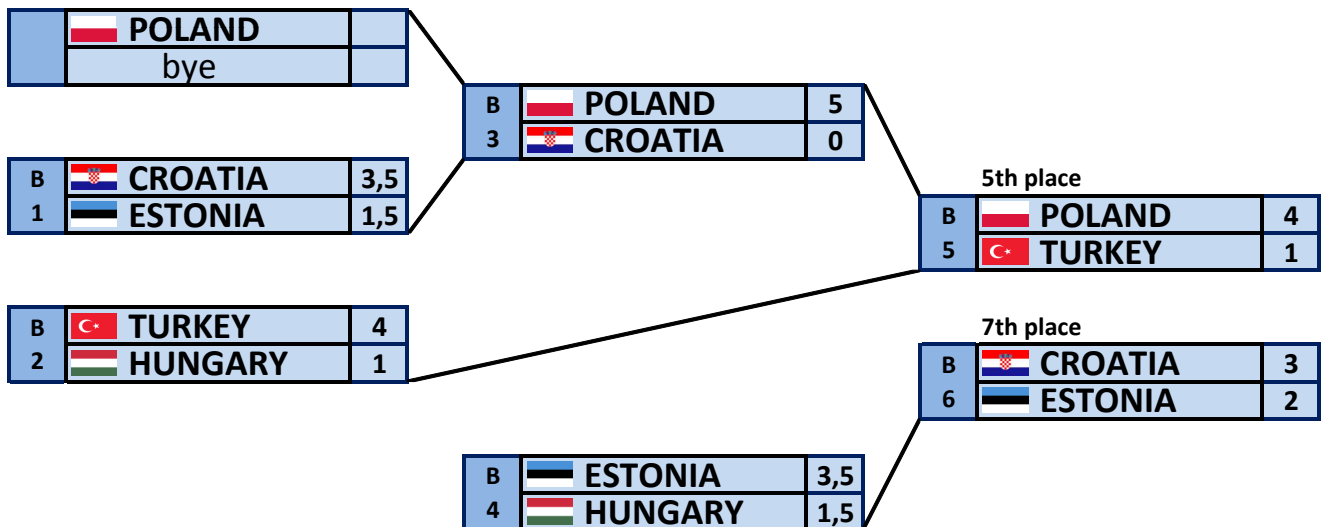 POLAND
bye
B 3 POLAND 5
CROATIA 0
B 1 CROATIA 3,5
ESTONIA 1,5
5th place
B 5 POLAND 4
TURKEY 1
B 2 TURKEY 4
HUNGARY 1
7th place
B 6 CROATIA 3
ESTONIA 2
B 4 ESTONIA 3,5
HUNGARY 1,5